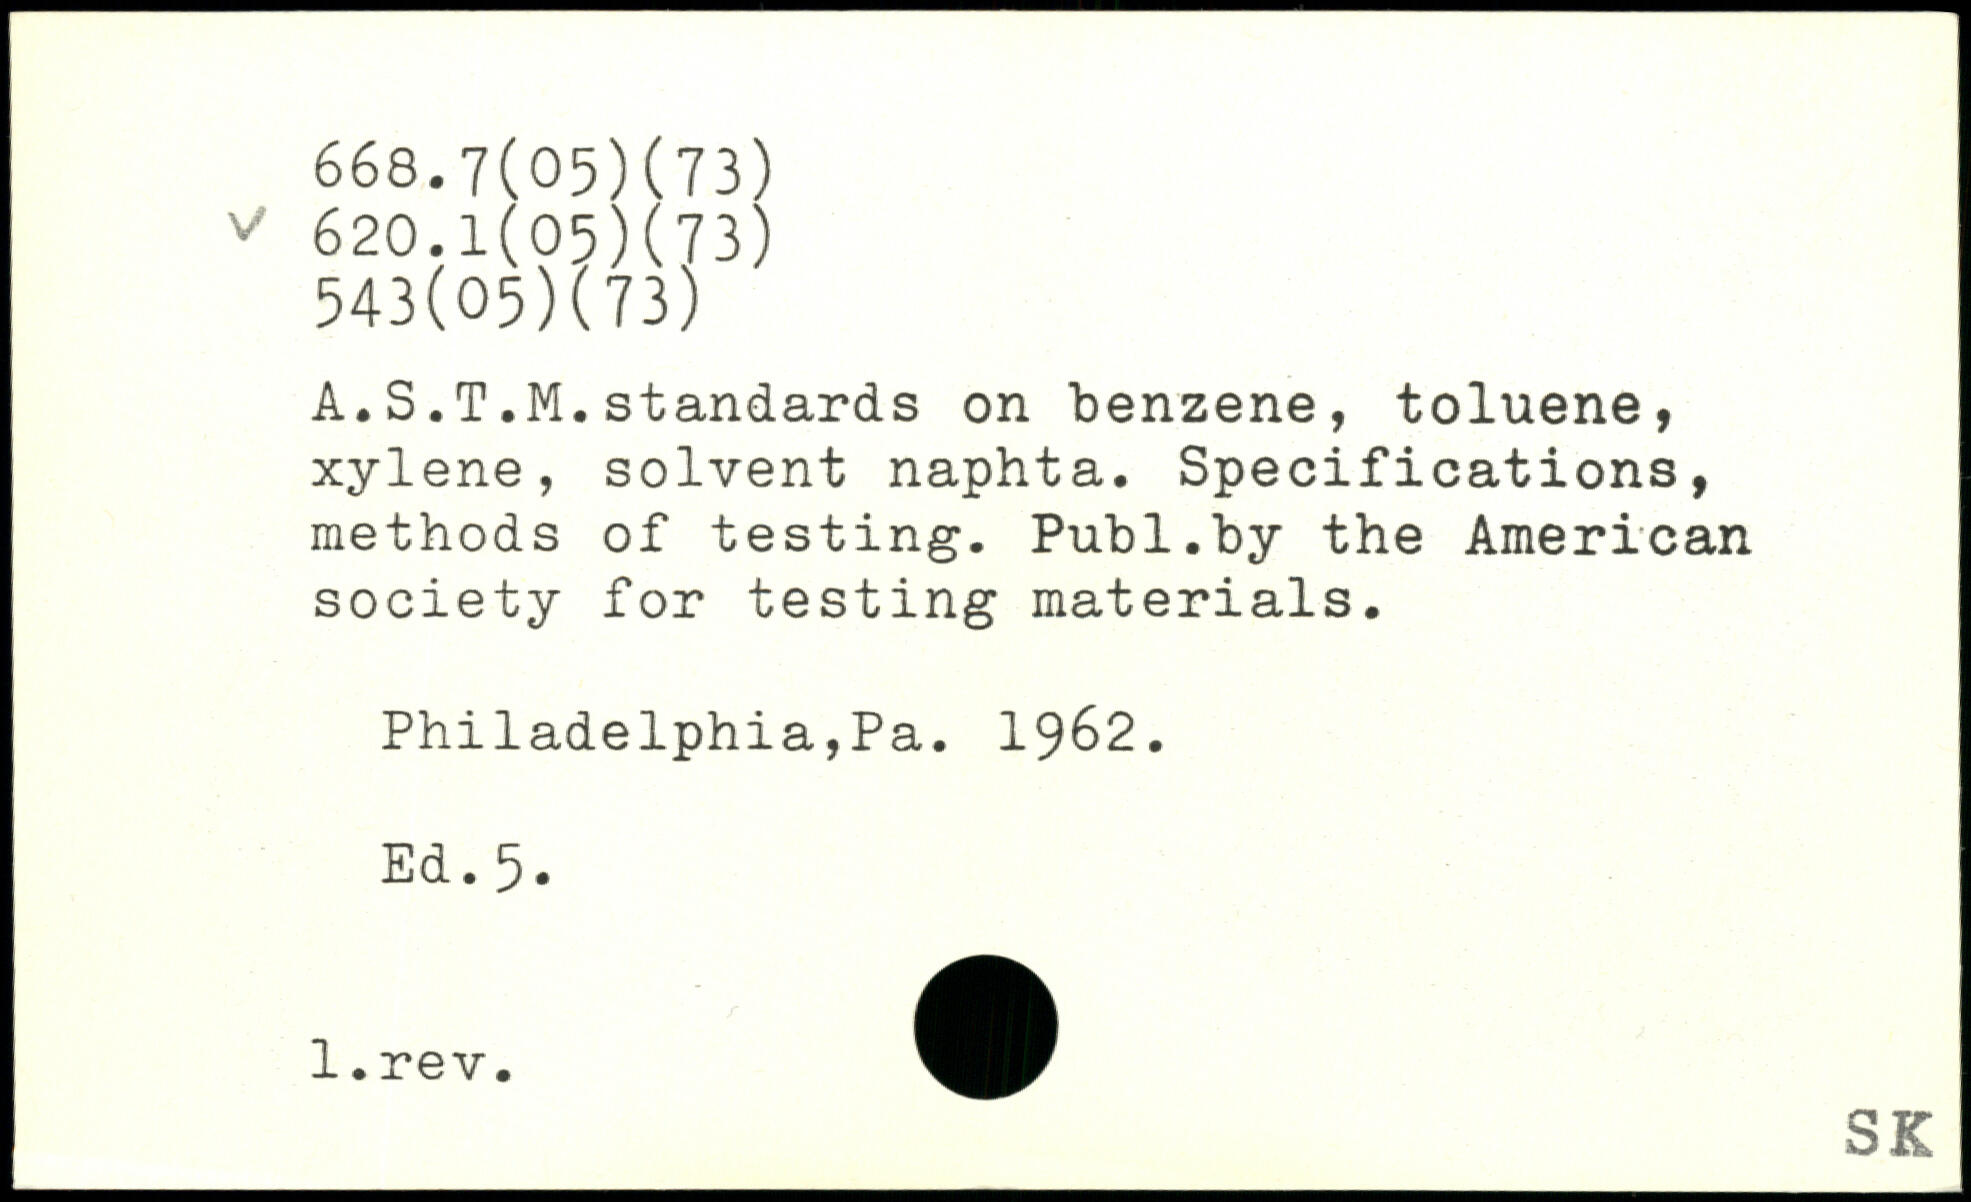 668.7(05)(73)
✓ 620.1(05)(73)
543(05)(73)
A.S.T.M.standards on benzene, toluene,
xylene, solvent naphta. Specifications,
methods of testing. Publ.by the American
society for testing materials.
Philadelphia,Pa. 1962.
Ed.5.
1.rev.
SK